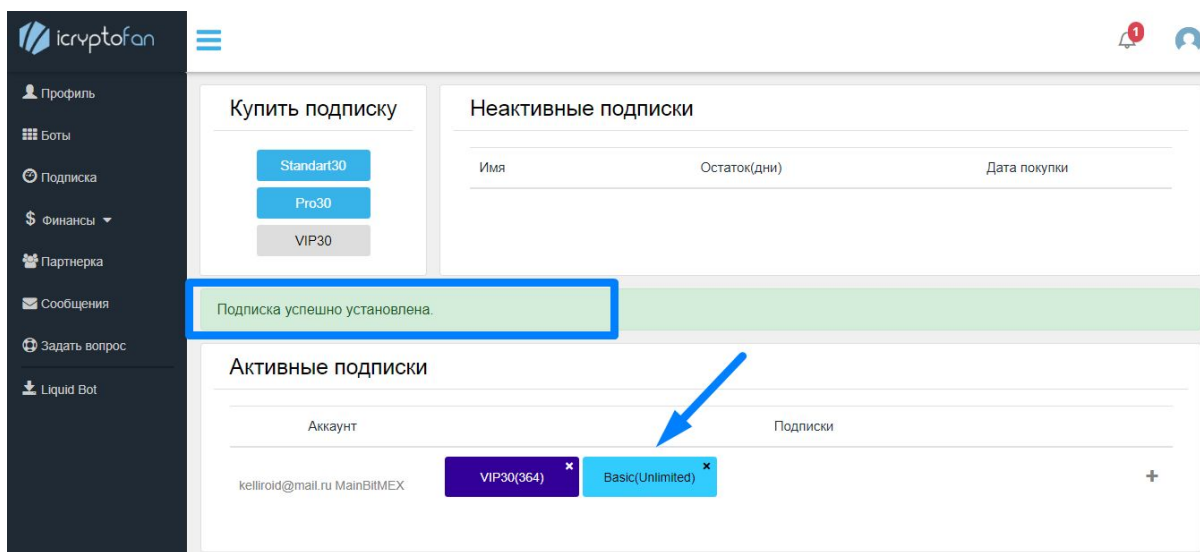 icryptofan
1
Профиль
Боты
Подписка
$ Финансы
Партнерка
Сообщения
Задать вопрос
Liquid Bot
Купить подписку
Standart30
Pro30
VIP30
Неактивные подписки
Имя Остаток(дни) Дата покупки
Подписка успешно установлена.
Активные подписки
Аккаунт Подписки
kelliroid@mail.ru MainBitMEX VIP30(364) × Basic(Unlimited) × +